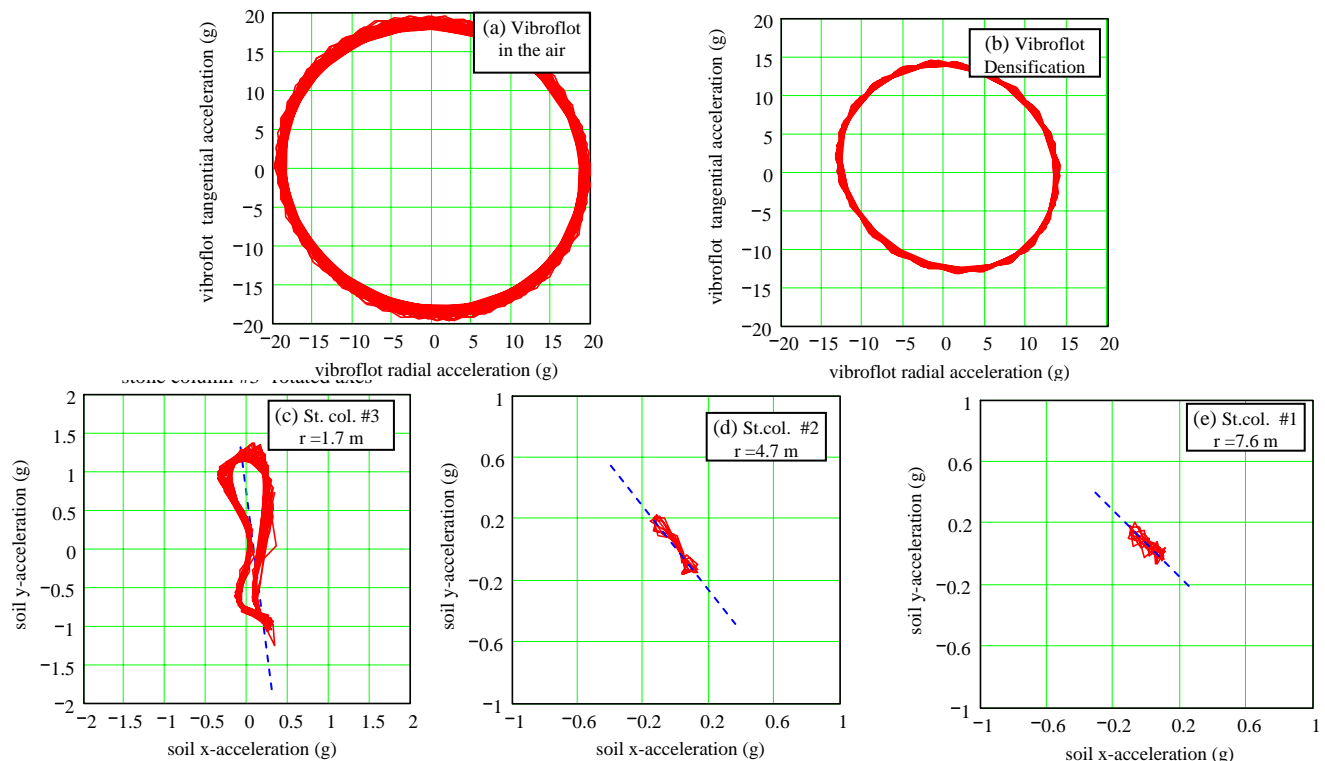 (a) Vibroflot
in the air
vibroflot tangential acceleration (g)
20
15
10
5
0
−5
−10
−15
−20
−20 −15 −10 −5 0 5 10 15 20
vibroflot radial acceleration (g)
(b) Vibroflot
Densification
vibroflot tangential acceleration (g)
20
15
10
5
0
−5
−10
−15
−20
−20 −15 −10 −5 0 5 10 15 20
vibroflot radial acceleration (g)
stone column #3 rotated axes
(c) St. col. #3
r =1.7 m
soil y-acceleration (g)
2
1.5
1
0.5
0
−0.5
−1
−1.5
−2
−2 −1.5 −1 −0.5 0 0.5 1 1.5 2
soil x-acceleration (g)
(d) St.col. #2
r =4.7 m
soil y-acceleration (g)
1
0.6
0.2
−0.2
−0.6
−1
−1 −0.6 −0.2 0.2 0.6 1
soil x-acceleration (g)
(e) St.col. #1
r =7.6 m
soil y-acceleration (g)
1
0.6
0.2
−0.2
−0.6
−1
−1 −0.6 −0.2 0.2 0.6 1
soil x-acceleration (g)